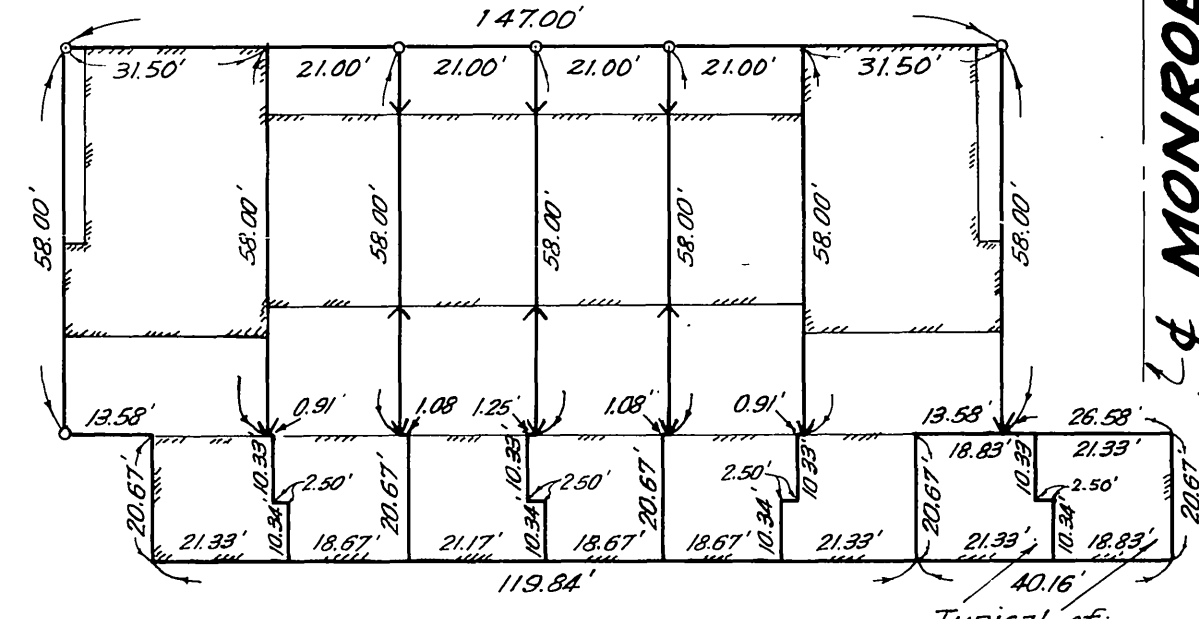 147.00'
31.50' 21.00' 21.00' 21.00' 21.00' 31.50'
58.00' 58.00' 58.00' 58.00' 58.00' 58.00' 58.00'
℄ MONROE
13.58' 0.91' 1.08 1.25' 1.08' 0.91' 13.58' 26.58'
18.83' 21.33'
10.33' 10.33' 10.33' 10.33'
2.50' 2.50' 2.50' 2.50'
20.67' 20.67' 20.67' 20.67' 20.67'
10.34' 10.34' 10.34' 10.34'
21.33' 18.67' 21.17' 18.67' 18.67' 21.33' 21.33' 18.83'
119.84' 40.16'
Typical of